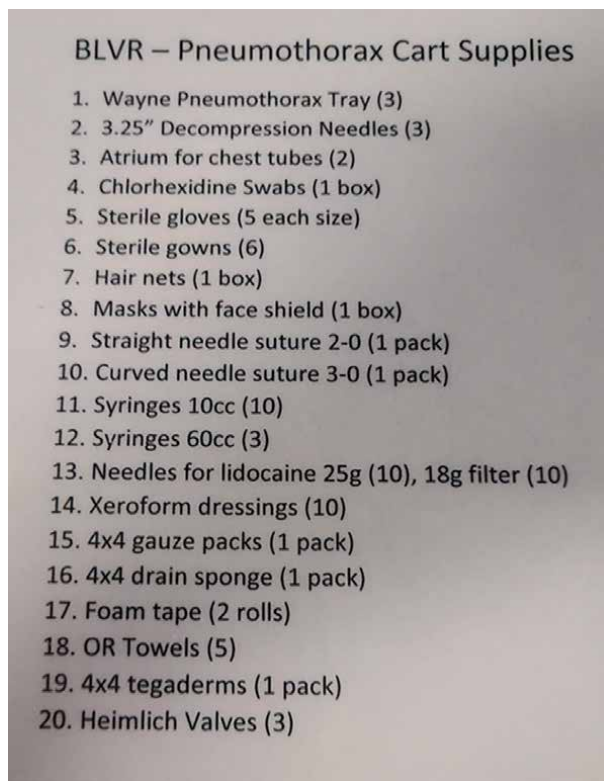 BLVR – Pneumothorax Cart Supplies
1. Wayne Pneumothorax Tray (3)
2. 3.25” Decompression Needles (3)
3. Atrium for chest tubes (2)
4. Chlorhexidine Swabs (1 box)
5. Sterile gloves (5 each size)
6. Sterile gowns (6)
7. Hair nets (1 box)
8. Masks with face shield (1 box)
9. Straight needle suture 2-0 (1 pack)
10. Curved needle suture 3-0 (1 pack)
11. Syringes 10cc (10)
12. Syringes 60cc (3)
13. Needles for lidocaine 25g (10), 18g filter (10)
14. Xeroform dressings (10)
15. 4x4 gauze packs (1 pack)
16. 4x4 drain sponge (1 pack)
17. Foam tape (2 rolls)
18. OR Towels (5)
19. 4x4 tegaderms (1 pack)
20. Heimlich Valves (3)